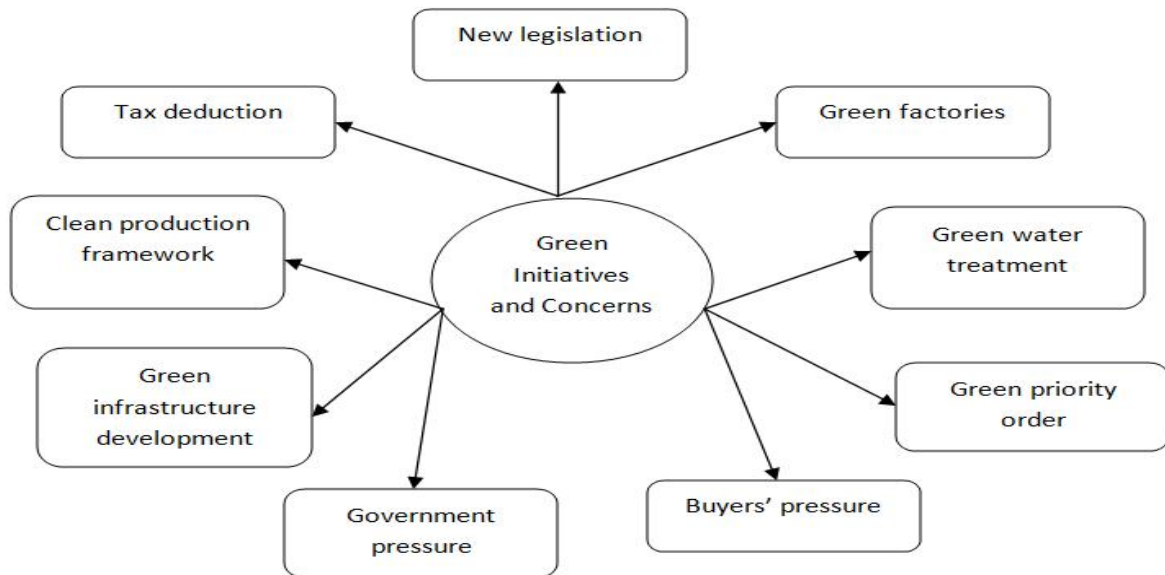 New legislation
Tax deduction
Green factories
Clean production
framework
Green
Initiatives
and Concerns
Green water
treatment
Green
infrastructure
development
Green priority
order
Government
pressure
Buyers’ pressure